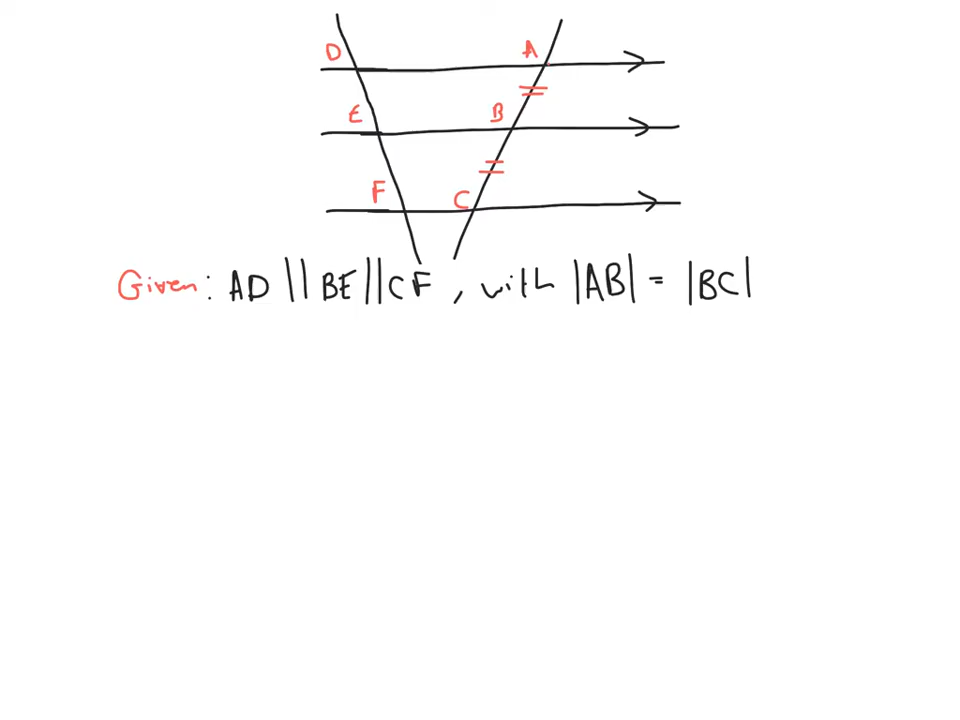 D A
E B
F C
Given: AD || BE || CF, with |AB| = |BC|